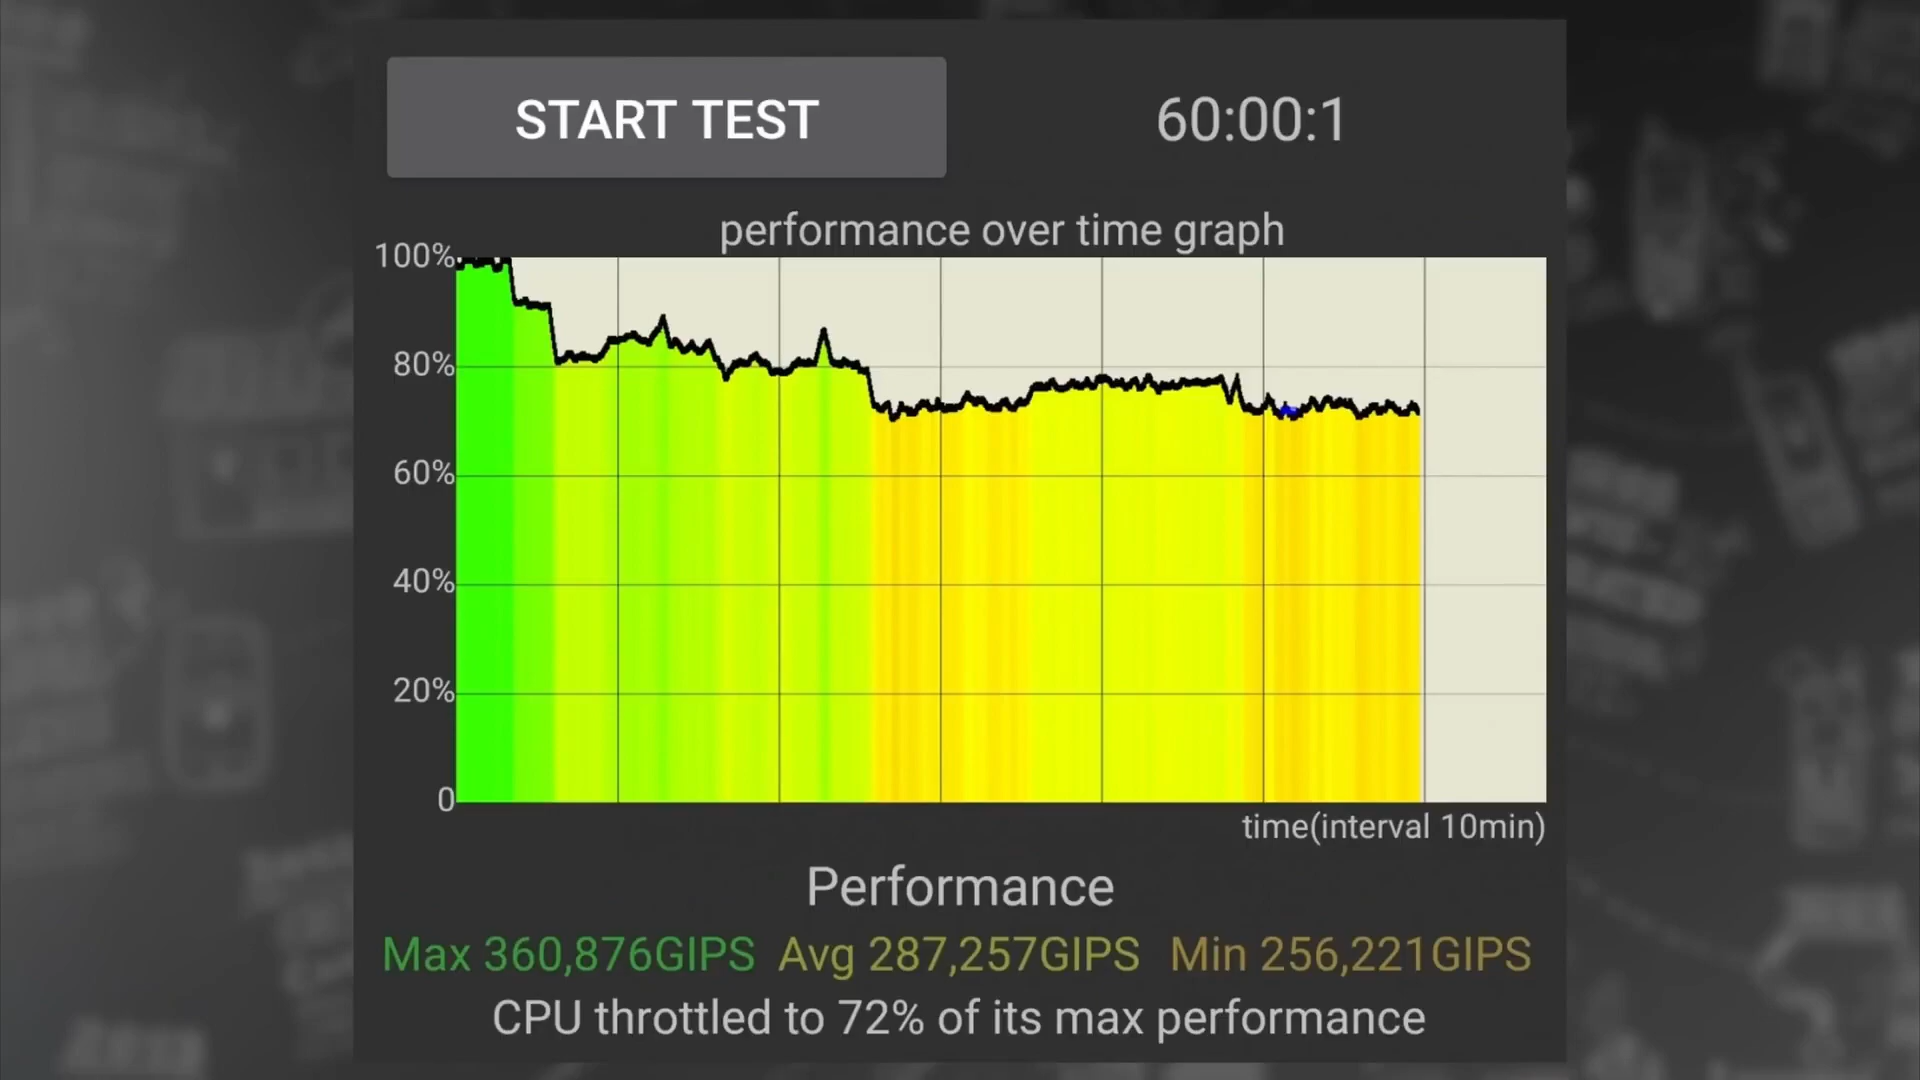 START TEST
60:00:1
performance over time graph
100%
80%
60%
40%
20%
0
time(interval 10min)
Performance
Max 360,876GIPS Avg 287,257GIPS Min 256,221GIPS
CPU throttled to 72% of its max performance